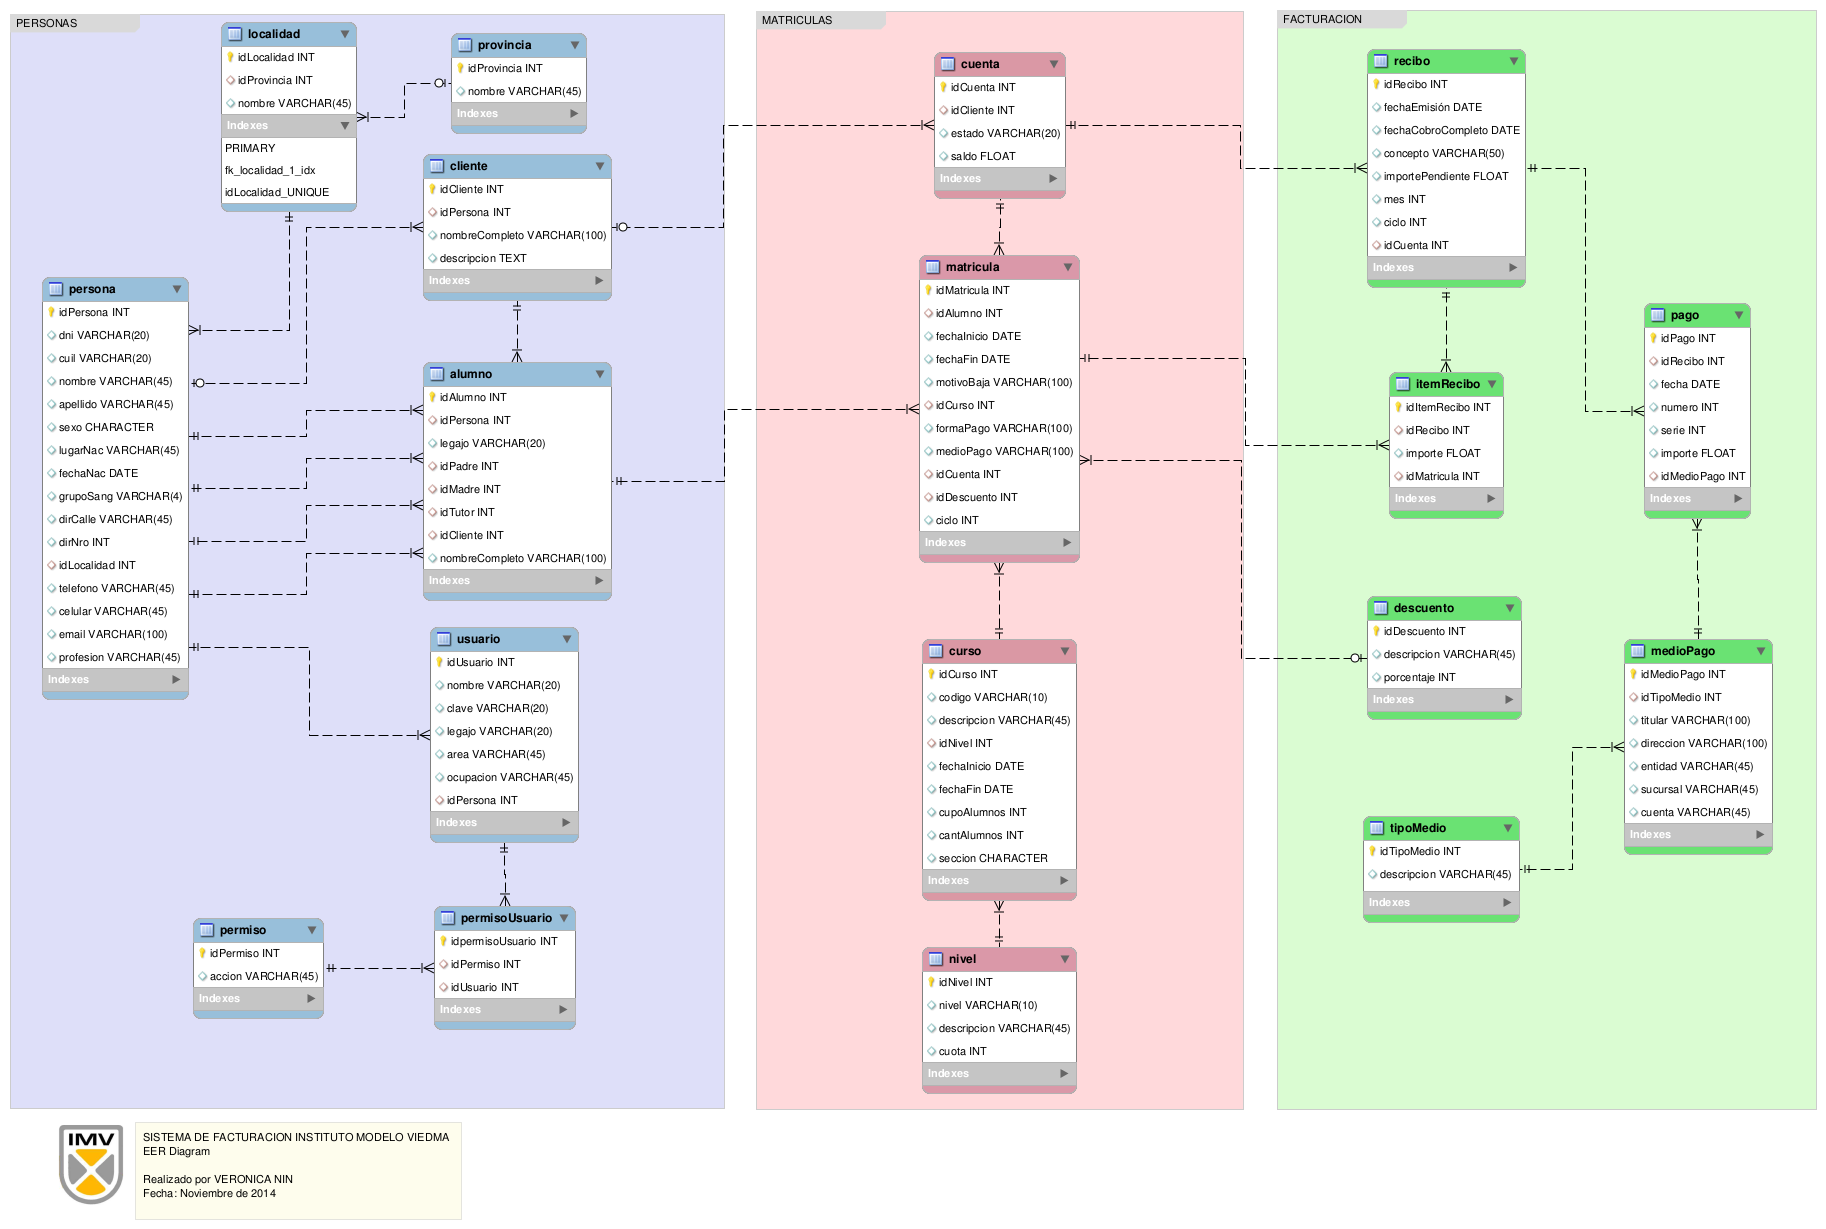 PERSONAS
localidad
idLocalidad INT
idProvincia INT
nombre VARCHAR(45)
Indexes
PRIMARY
fk_localidad_1_idx
idLocalidad_UNIQUE
provincia
idProvincia INT
nombre VARCHAR(45)
Indexes
cliente
idCliente INT
idPersona INT
nombreCompleto VARCHAR(100)
descripcion TEXT
Indexes
persona
idPersona INT
dni VARCHAR(20)
cuil VARCHAR(20)
nombre VARCHAR(45)
apellido VARCHAR(45)
sexo CHARACTER
lugarNac VARCHAR(45)
fechaNac DATE
grupoSang VARCHAR(4)
dirCalle VARCHAR(45)
dirNro INT
idLocalidad INT
telefono VARCHAR(45)
celular VARCHAR(45)
email VARCHAR(100)
profesion VARCHAR(45)
Indexes
alumno
idAlumno INT
idPersona INT
legajo VARCHAR(20)
idPadre INT
idMadre INT
idTutor INT
idCliente INT
nombreCompleto VARCHAR(100)
Indexes
usuario
idUsuario INT
nombre VARCHAR(20)
clave VARCHAR(20)
legajo VARCHAR(20)
area VARCHAR(45)
ocupacion VARCHAR(45)
idPersona INT
Indexes
permiso
idPermiso INT
accion VARCHAR(45)
Indexes
permisoUsuario
idpermisoUsuario INT
idPermiso INT
idUsuario INT
Indexes
MATRICULAS
cuenta
idCuenta INT
idCliente INT
estado VARCHAR(20)
saldo FLOAT
Indexes
matricula
idMatricula INT
idAlumno INT
fechaInicio DATE
fechaFin DATE
motivoBaja VARCHAR(100)
idCurso INT
formaPago VARCHAR(100)
medioPago VARCHAR(100)
idCuenta INT
idDescuento INT
ciclo INT
Indexes
curso
idCurso INT
codigo VARCHAR(10)
descripcion VARCHAR(45)
idNivel INT
fechaInicio DATE
fechaFin DATE
cupoAlumnos INT
cantAlumnos INT
seccion CHARACTER
Indexes
nivel
idNivel INT
nivel VARCHAR(10)
descripcion VARCHAR(45)
cuota INT
Indexes
FACTURACION
recibo
idRecibo INT
fechaEmisión DATE
fechaCobroCompleto DATE
concepto VARCHAR(50)
importePendiente FLOAT
mes INT
ciclo INT
idCuenta INT
Indexes
pago
idPago INT
idRecibo INT
fecha DATE
numero INT
serie INT
importe FLOAT
idMedioPago INT
Indexes
itemRecibo
idItemRecibo INT
idRecibo INT
importe FLOAT
idMatricula INT
Indexes
descuento
idDescuento INT
descripcion VARCHAR(45)
porcentaje INT
Indexes
medioPago
idMedioPago INT
idTipoMedio INT
titular VARCHAR(100)
direccion VARCHAR(100)
entidad VARCHAR(45)
sucursal VARCHAR(45)
cuenta VARCHAR(45)
Indexes
tipoMedio
idTipoMedio INT
descripcion VARCHAR(45)
Indexes
IMV
SISTEMA DE FACTURACION INSTITUTO MODELO VIEDMA
EER Diagram
Realizado por VERONICA NIN
Fecha: Noviembre de 2014